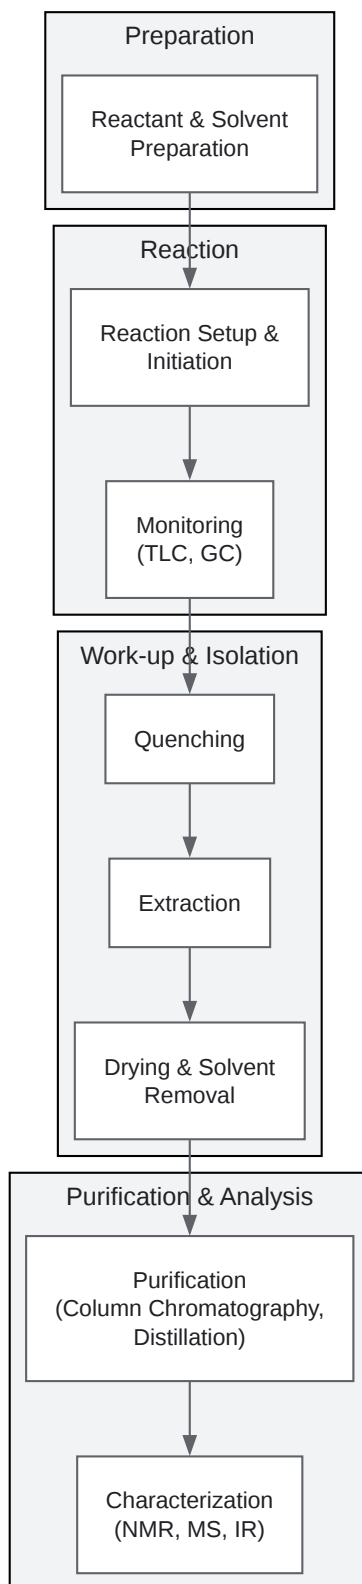 Preparation
Reactant & Solvent
Preparation
Reaction
Reaction Setup &
Initiation
Monitoring
(TLC, GC)
Work-up & Isolation
Quenching
Extraction
Drying & Solvent
Removal
Purification & Analysis
Purification
(Column Chromatography,
Distillation)
Characterization
(NMR, MS, IR)